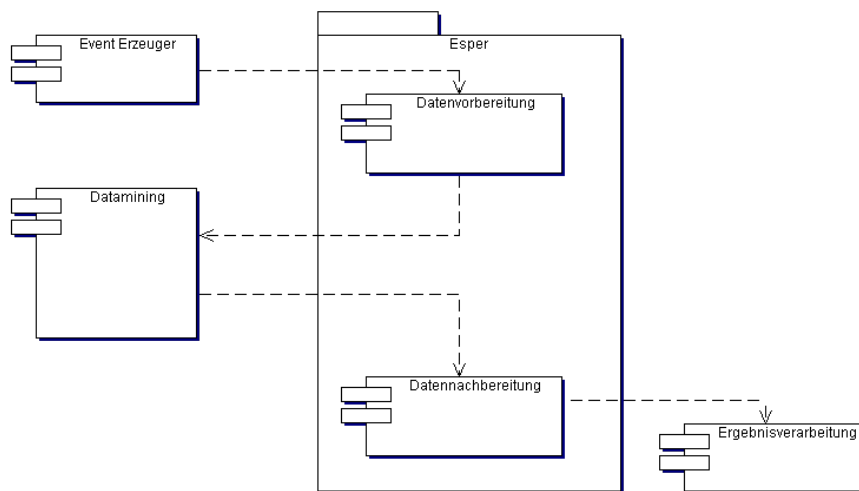 Event Erzeuger
Esper
Datenvorbereitung
Datamining
Datennachbereitung
Ergebnisverarbeitung